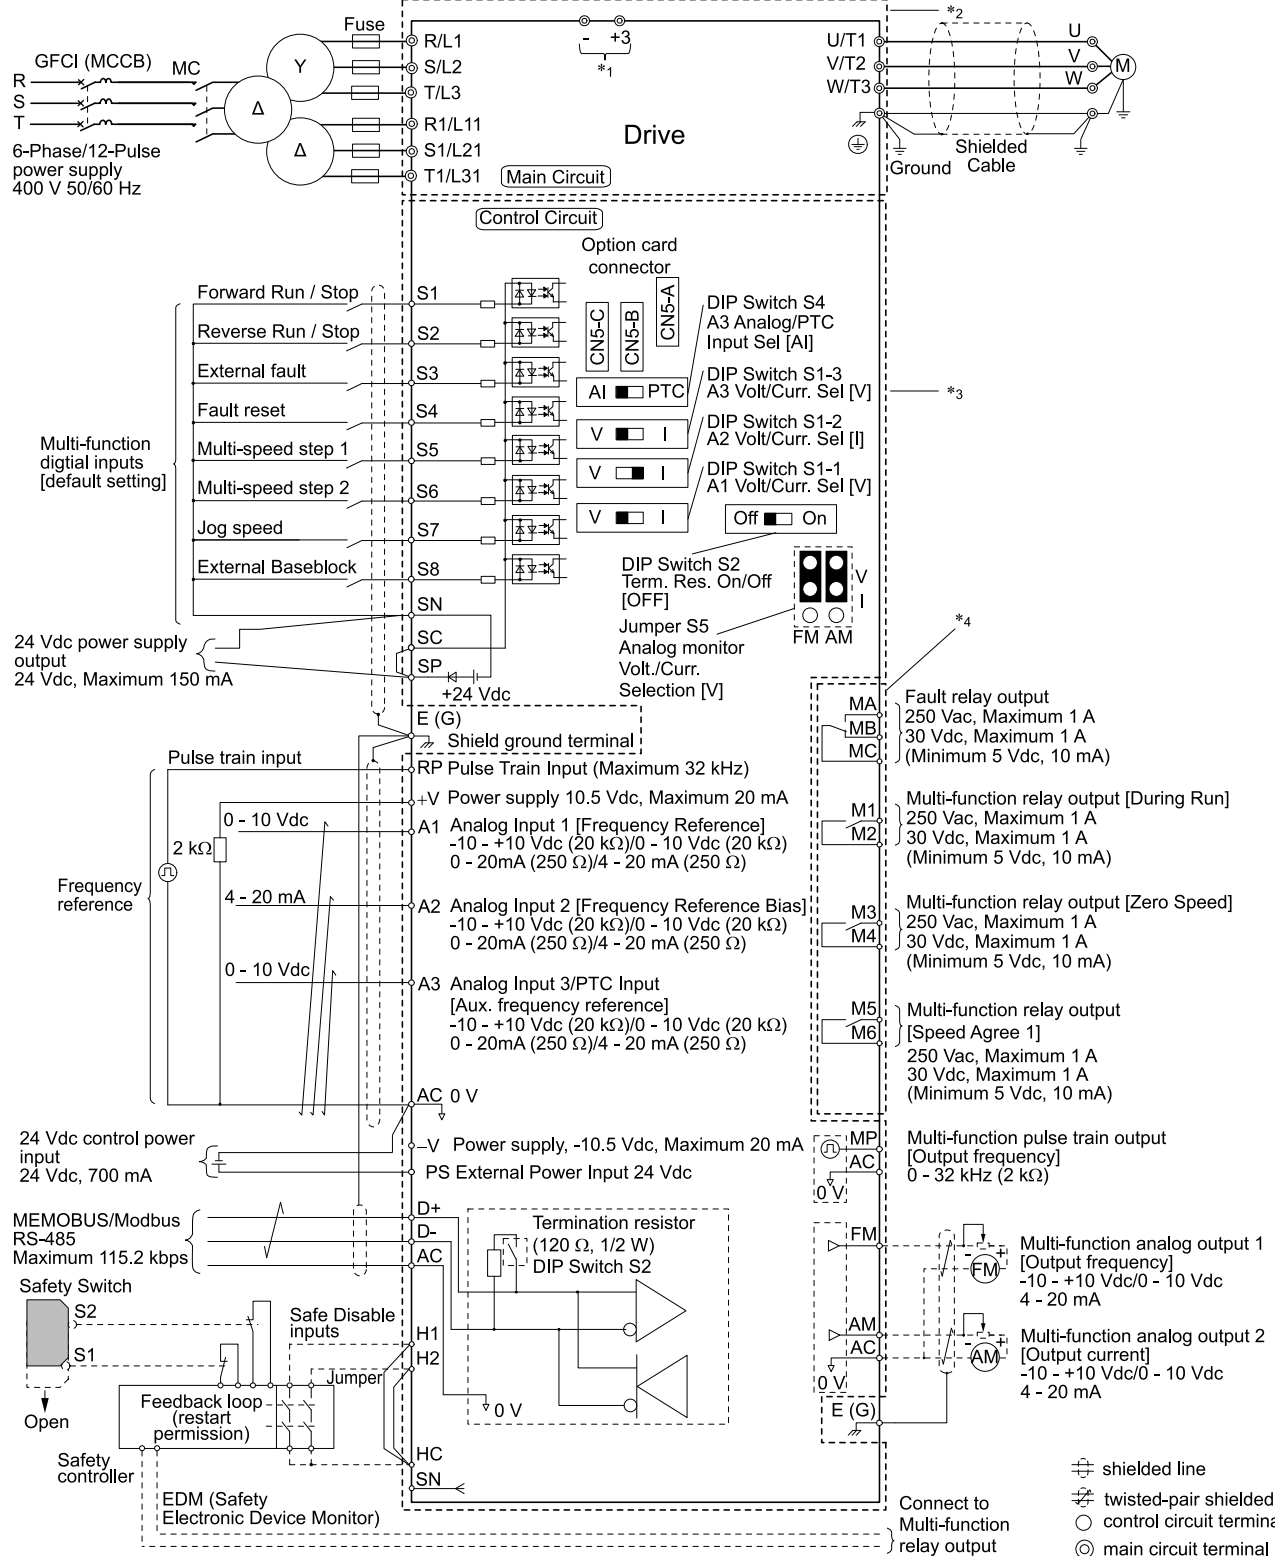 Fuse
R/L1
- +3
*1
*2
U/T1
U
GFCI (MCCB)
MC
Y
S/L2
V/T2
V
M
R
T/L3
W/T3
W
S
Δ
T
R1/L11
Drive
Δ
S1/L21
6-Phase/12-Pulse
power supply
400 V 50/60 Hz
T1/L31
Main Circuit
Ground
Shielded
Cable
Control Circuit
Option card
connector
CN5-C
CN5-B
CN5-A
Multi-function
digtial inputs
[default setting]
Forward Run / Stop
S1
Reverse Run / Stop
S2
External fault
S3
Fault reset
S4
Multi-speed step 1
S5
Multi-speed step 2
S6
Jog speed
S7
External Baseblock
S8
SN
SC
SP
+24 Vdc
24 Vdc power supply
output
24 Vdc, Maximum 150 mA
DIP Switch S4
A3 Analog/PTC
Input Sel [AI]
AI PTC
DIP Switch S1-3
A3 Volt/Curr. Sel [V]
V I
DIP Switch S1-2
A2 Volt/Curr. Sel [I]
V I
DIP Switch S1-1
A1 Volt/Curr. Sel [V]
V I
*3
Off On
DIP Switch S2
Term. Res. On/Off
[OFF]
V
I
FM AM
Jumper S5
Analog monitor
Volt./Curr.
Selection [V]
*4
E (G)
Shield ground terminal
Pulse train input
RP Pulse Train Input (Maximum 32 kHz)
+V Power supply 10.5 Vdc, Maximum 20 mA
0 - 10 Vdc
2 kΩ
A1 Analog Input 1 [Frequency Reference]
-10 - +10 Vdc (20 kΩ)/0 - 10 Vdc (20 kΩ)
0 - 20mA (250 Ω)/4 - 20 mA (250 Ω)
Frequency
reference
4 - 20 mA
A2 Analog Input 2 [Frequency Reference Bias]
-10 - +10 Vdc (20 kΩ)/0 - 10 Vdc (20 kΩ)
0 - 20mA (250 Ω)/4 - 20 mA (250 Ω)
0 - 10 Vdc
A3 Analog Input 3/PTC Input
[Aux. frequency reference]
-10 - +10 Vdc (20 kΩ)/0 - 10 Vdc (20 kΩ)
0 - 20mA (250 Ω)/4 - 20 mA (250 Ω)
AC 0 V
24 Vdc control power
input
24 Vdc, 700 mA
–V Power supply, -10.5 Vdc, Maximum 20 mA
PS External Power Input 24 Vdc
MA
MB
MC
Fault relay output
250 Vac, Maximum 1 A
30 Vdc, Maximum 1 A
(Minimum 5 Vdc, 10 mA)
M1
M2
Multi-function relay output [During Run]
250 Vac, Maximum 1 A
30 Vdc, Maximum 1 A
(Minimum 5 Vdc, 10 mA)
M3
M4
Multi-function relay output [Zero Speed]
250 Vac, Maximum 1 A
30 Vdc, Maximum 1 A
(Minimum 5 Vdc, 10 mA)
M5
M6
Multi-function relay output
[Speed Agree 1]
250 Vac, Maximum 1 A
30 Vdc, Maximum 1 A
(Minimum 5 Vdc, 10 mA)
MP
AC
0 V
Multi-function pulse train output
[Output frequency]
0 - 32 kHz (2 kΩ)
MEMOBUS/Modbus
RS-485
Maximum 115.2 kbps
D+
D-
AC
Termination resistor
(120 Ω, 1/2 W)
DIP Switch S2
0 V
FM
- +
FM
Multi-function analog output 1
[Output frequency]
-10 - +10 Vdc/0 - 10 Vdc
4 - 20 mA
AM
AC
0 V
- +
AM
Multi-function analog output 2
[Output current]
-10 - +10 Vdc/0 - 10 Vdc
4 - 20 mA
E (G)
Safety Switch
S2
S1
Open
Safe Disable
inputs
H1
H2
Jumper
Feedback loop
(restart
permission)
Safety
controller
HC
SN
EDM (Safety
Electronic Device Monitor)
Connect to
Multi-function
relay output
shielded line
twisted-pair shielded
control circuit termina
main circuit terminal